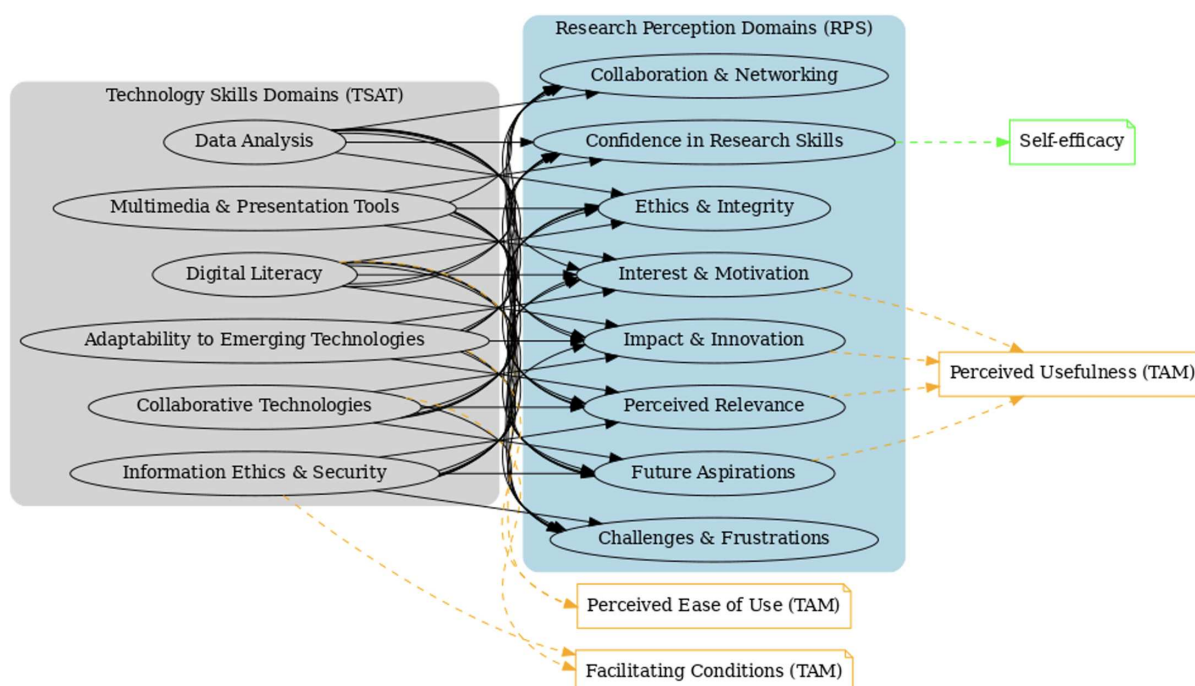 Technology Skills Domains (TSAT)
Data Analysis
Multimedia & Presentation Tools
Digital Literacy
Adaptability to Emerging Technologies
Collaborative Technologies
Information Ethics & Security
Research Perception Domains (RPS)
Collaboration & Networking
Confidence in Research Skills
Ethics & Integrity
Interest & Motivation
Impact & Innovation
Perceived Relevance
Future Aspirations
Challenges & Frustrations
Self-efficacy
Perceived Usefulness (TAM)
Perceived Ease of Use (TAM)
Facilitating Conditions (TAM)